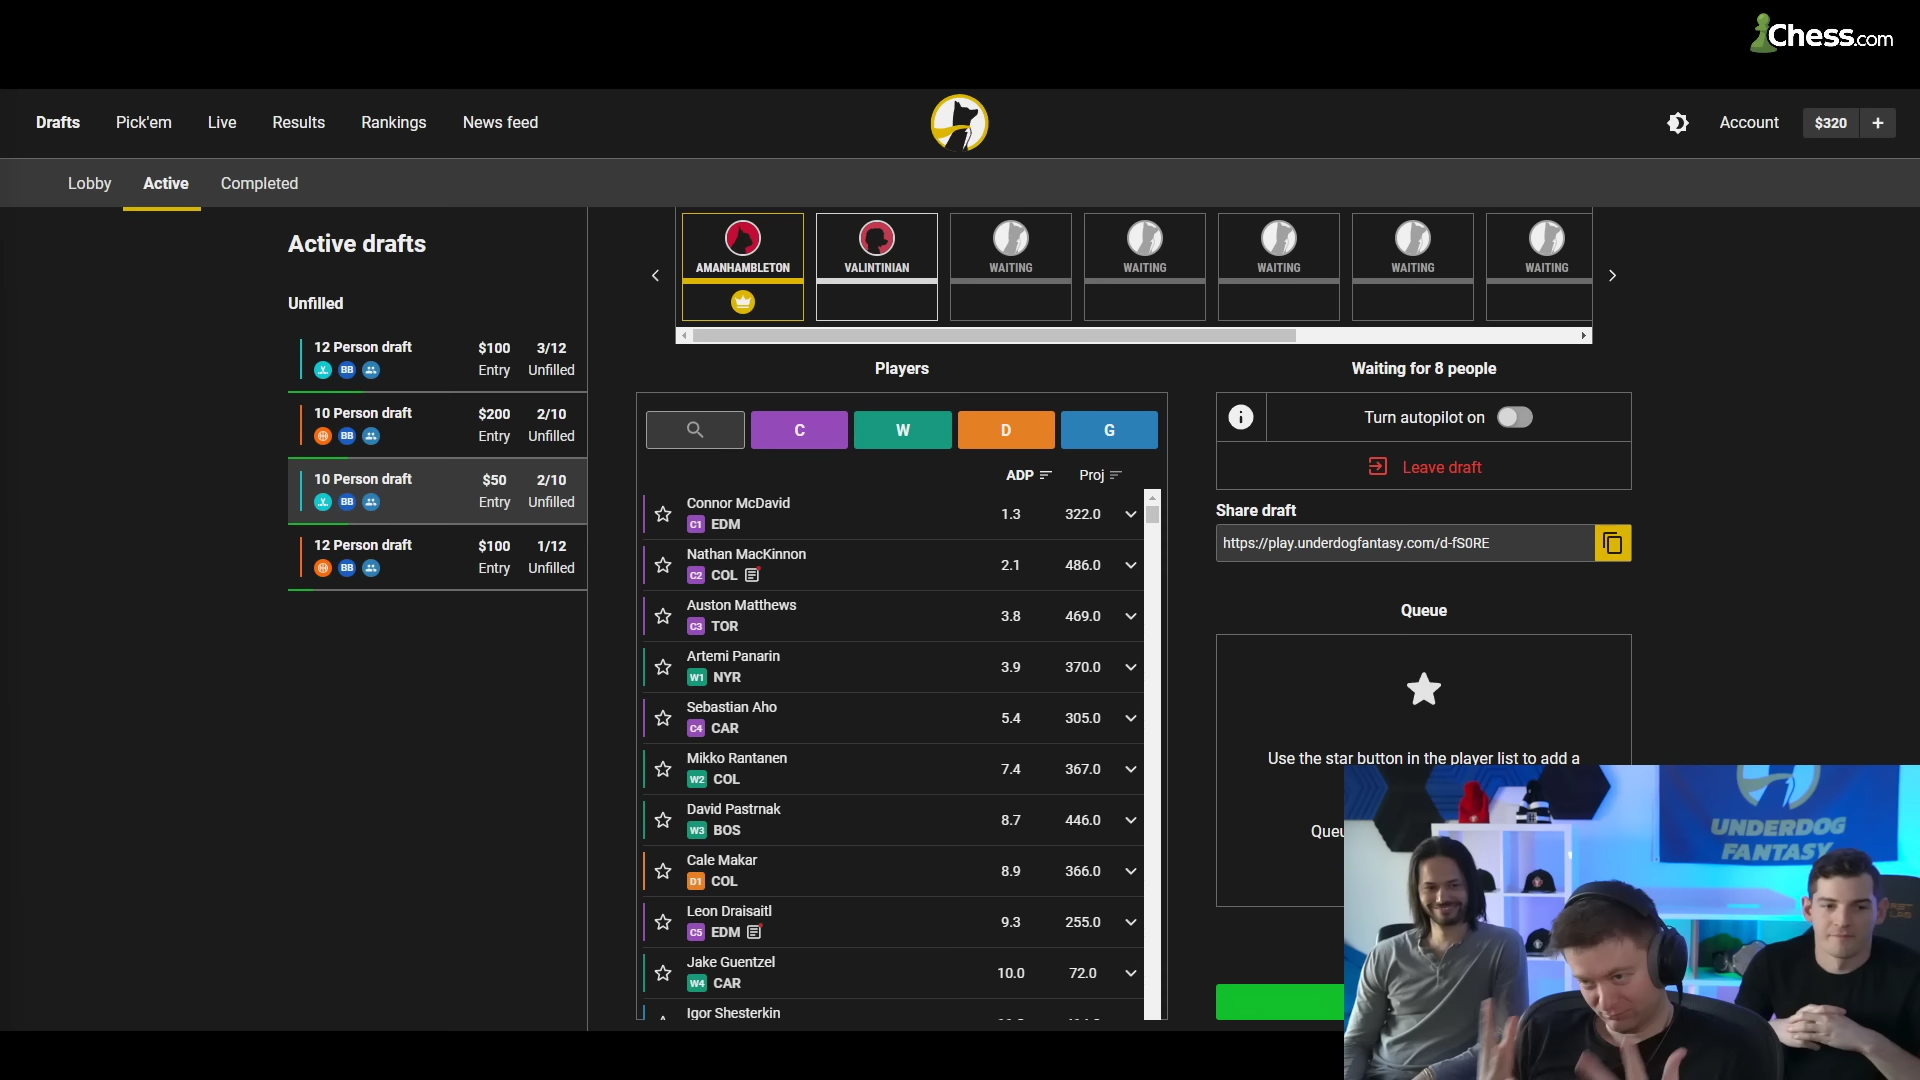 Chess.com
Drafts
Pick'em
Live
Results
Rankings
News feed
Account
$320
+
Lobby
Active
Completed
Active drafts
Unfilled
12 Person draft
$100
3/12
BB
Entry
Unfilled
10 Person draft
$200
2/10
BB
Entry
Unfilled
10 Person draft
$50
2/10
BB
Entry
Unfilled
12 Person draft
$100
1/12
BB
Entry
Unfilled
AMANHAMBLETON
VALINTINIAN
WAITING
WAITING
WAITING
WAITING
WAITING
Players
C
W
D
G
ADP
Proj
Connor McDavid
C1 EDM
1.3
322.0
Nathan MacKinnon
C2 COL
2.1
486.0
Auston Matthews
C3 TOR
3.8
469.0
Artemi Panarin
W1 NYR
3.9
370.0
Sebastian Aho
C4 CAR
5.4
305.0
Mikko Rantanen
W2 COL
7.4
367.0
David Pastrnak
W3 BOS
8.7
446.0
Cale Makar
D1 COL
8.9
366.0
Leon Draisaitl
C5 EDM
9.3
255.0
Jake Guentzel
W4 CAR
10.0
72.0
Igor Shesterkin
Waiting for 8 people
Turn autopilot on
Leave draft
Share draft
https://play.underdogfantasy.com/d-fS0RE
Queue
Use the star button in the player list to add a
UNDERDOG
FANTASY